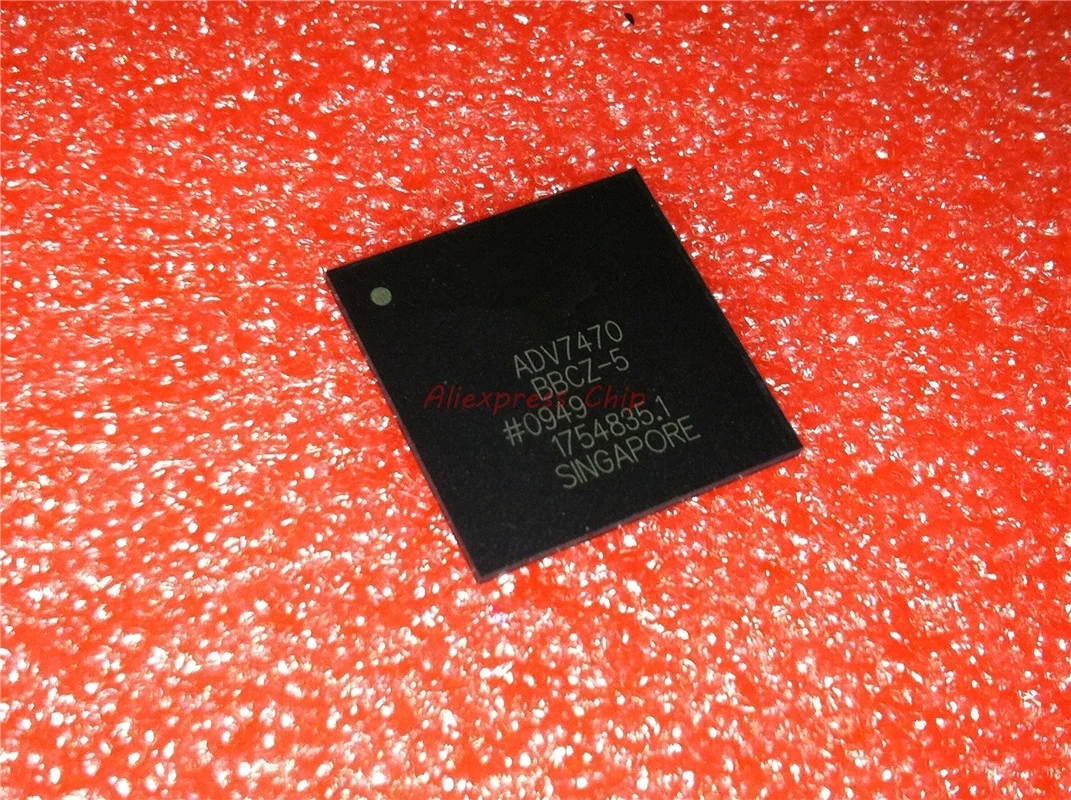 ADV7470
BBCZ-5
Aliexpress Chip
#0949
1754835.1
SINGAPORE